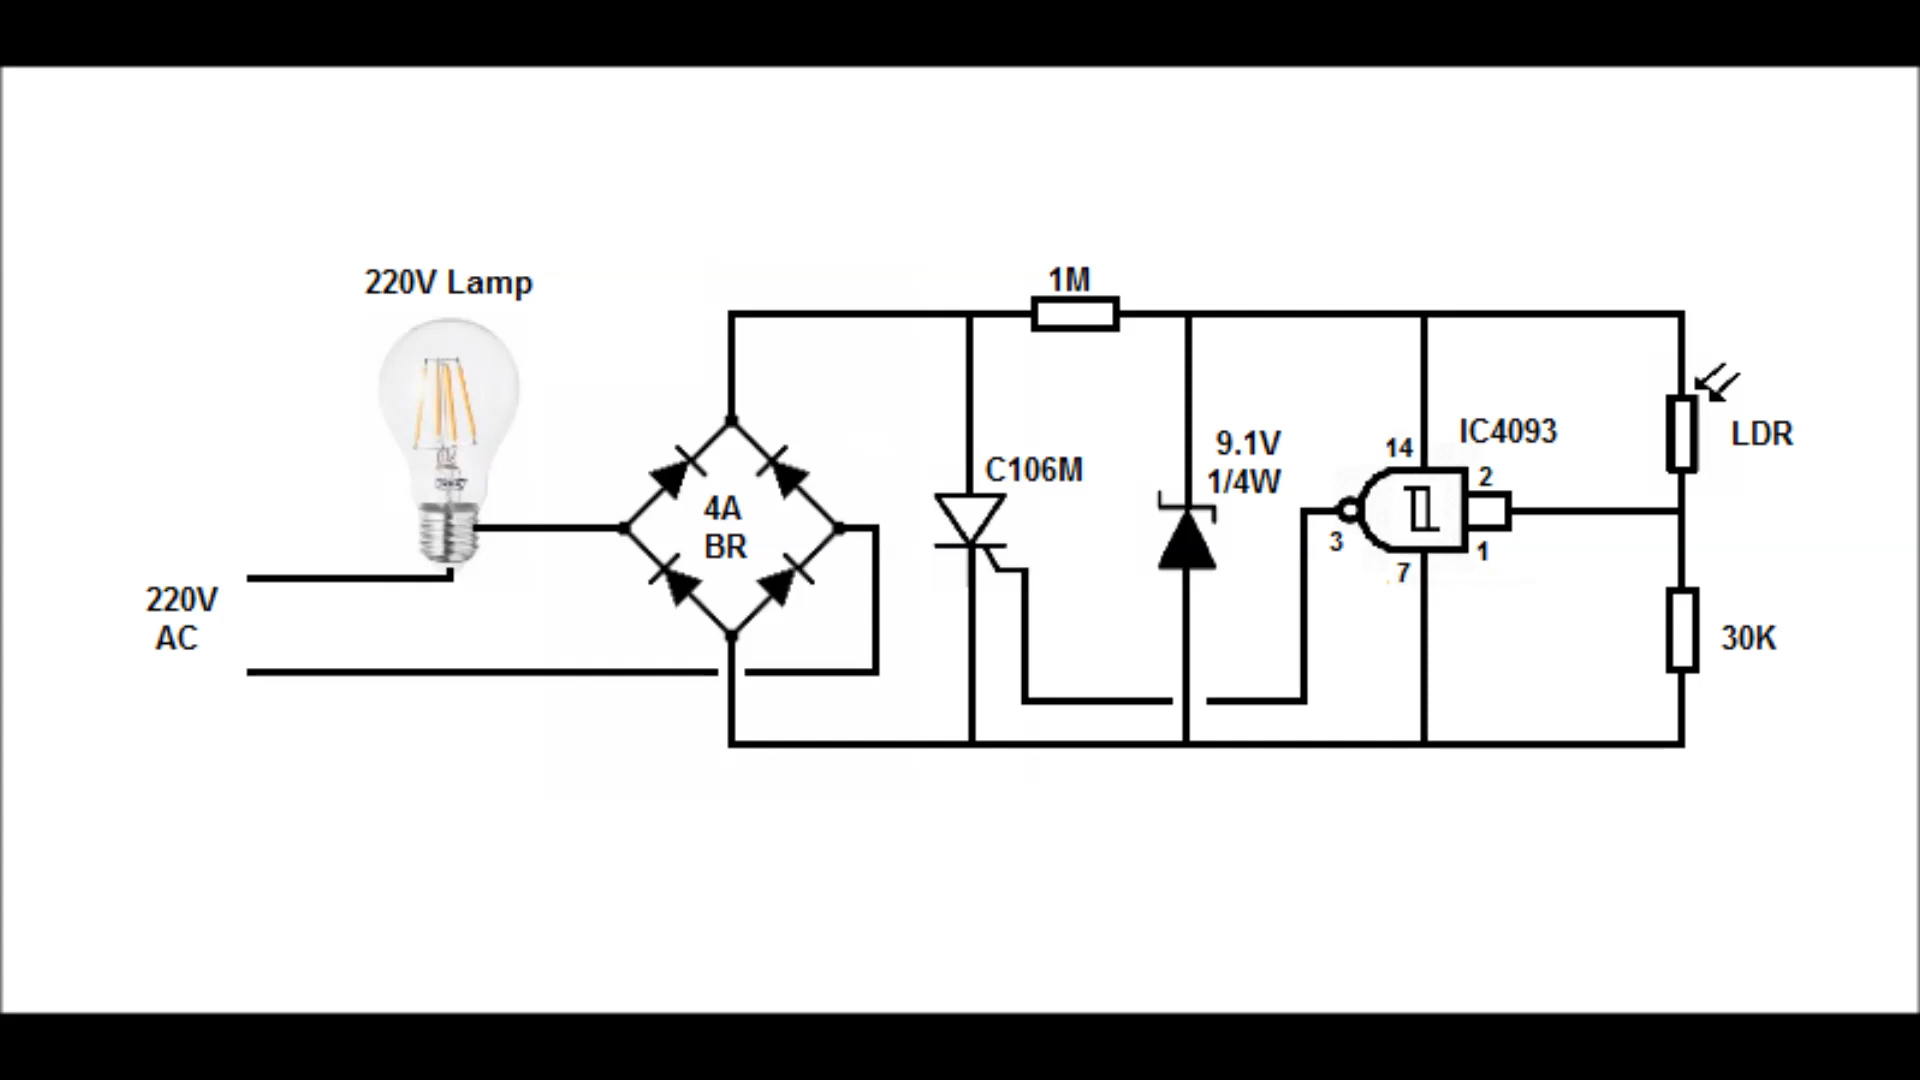 220V Lamp
1M
220V
AC
4A
BR
C106M
9.1V
1/4W
IC4093
14
2
3
1
7
LDR
30K